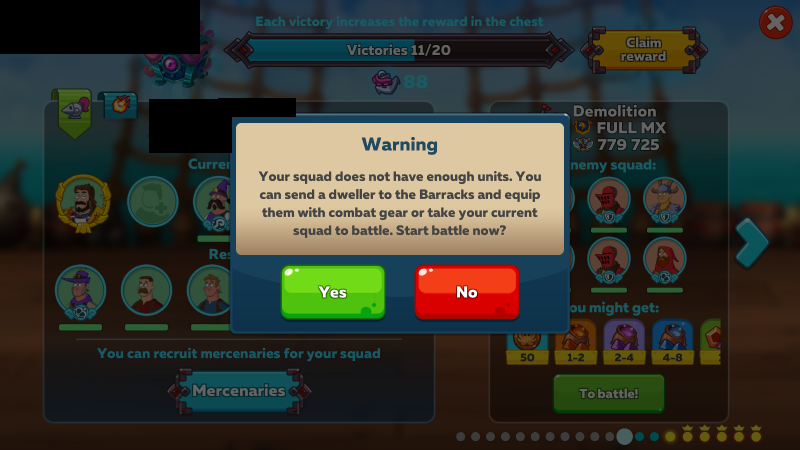 Each victory increases the reward in the chest
Victories 11/20
Claim
reward
88
Demolition
FULL MX
779 725
Warning
Your squad does not have enough units. You
can send a dweller to the Barracks and equip
them with combat gear or take your current
squad to battle. Start battle now?
Yes
No
You can recruit mercenaries for your squad
Mercenaries
50
1-2
2-4
4-8
To battle!